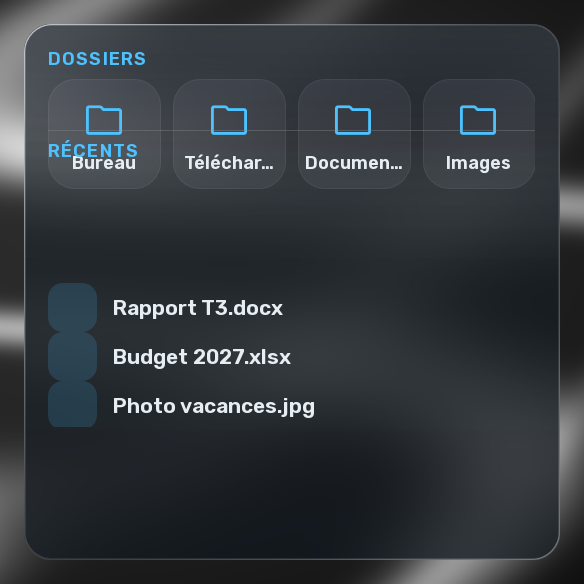 DOSSIERS
RÉCENTS
Bureau Téléchar… Documen… Images
Rapport T3.docx
Budget 2027.xlsx
Photo vacances.jpg